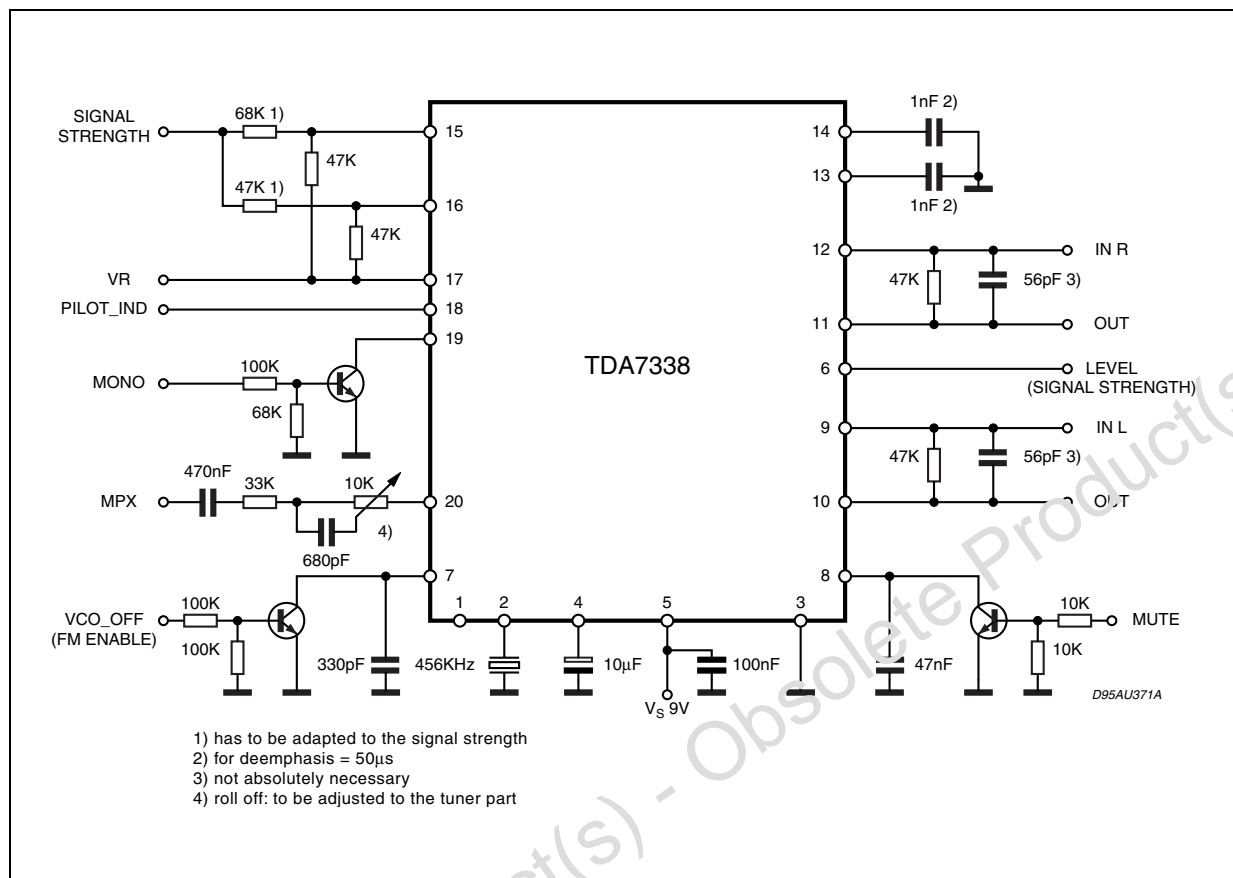 SIGNAL
STRENGTH
68K 1)
15
47K
47K 1)
16
47K
VR
17
PILOT_IND
18
19
MONO
100K
68K
MPX
470nF
33K
10K
20
4)
680pF
7
VCO_OFF
(FM ENABLE)
100K
100K
330pF
TDA7338
1
2
4
5
3
456KHz
10µF
100nF
VS 9V
1nF 2)
14
13
1nF 2)
12
IN R
47K
56pF 3)
11
OUT
6
LEVEL
(SIGNAL STRENGTH)
9
IN L
47K
56pF 3)
10
OUT
8
10K
MUTE
47nF
10K
D95AU371A
1) has to be adapted to the signal strength
2) for deemphasis = 50µs
3) not absolutely necessary
4) roll off: to be adjusted to the tuner part
(s) - Obsolete Product(s